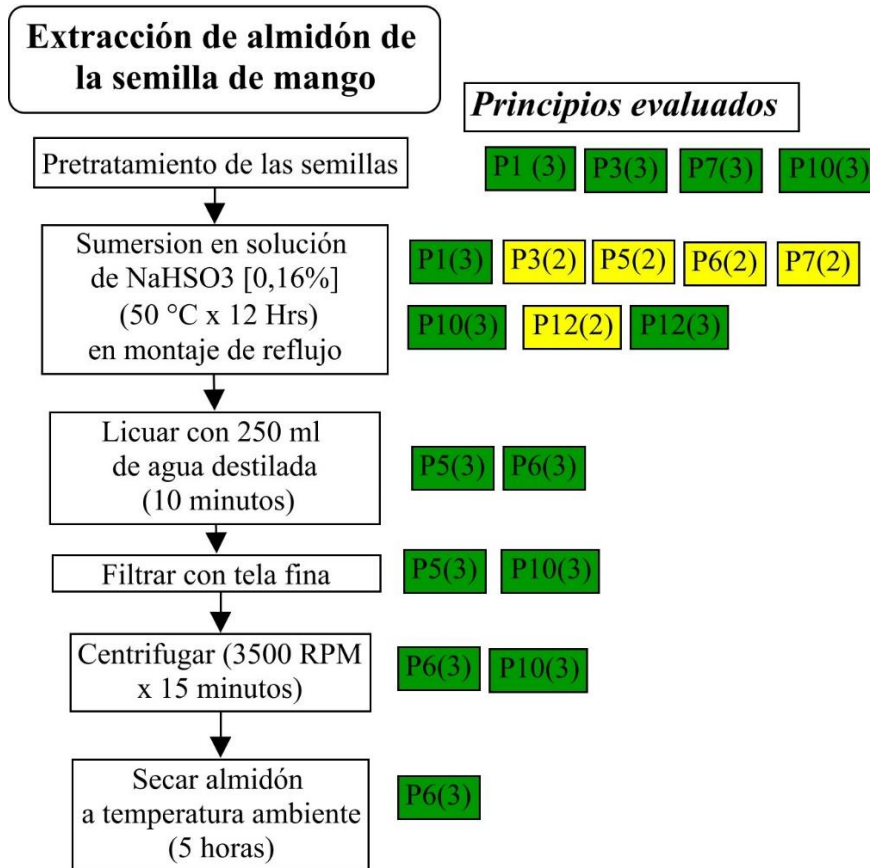 Extracción de almidón de
la semilla de mango
Principios evaluados
Pretratamiento de las semillas
P1 (3) P3(3) P7(3) P10(3)
Sumersion en solución
de NaHSO3 [0,16%]
(50 °C x 12 Hrs)
en montaje de reflujo
P1(3) P3(2) P5(2) P6(2) P7(2)
P10(3) P12(2) P12(3)
Licuar con 250 ml
de agua destilada
(10 minutos)
P5(3) P6(3)
Filtrar con tela fina
P5(3) P10(3)
Centrifugar (3500 RPM
x 15 minutos)
P6(3) P10(3)
Secar almidón
a temperatura ambiente
(5 horas)
P6(3)